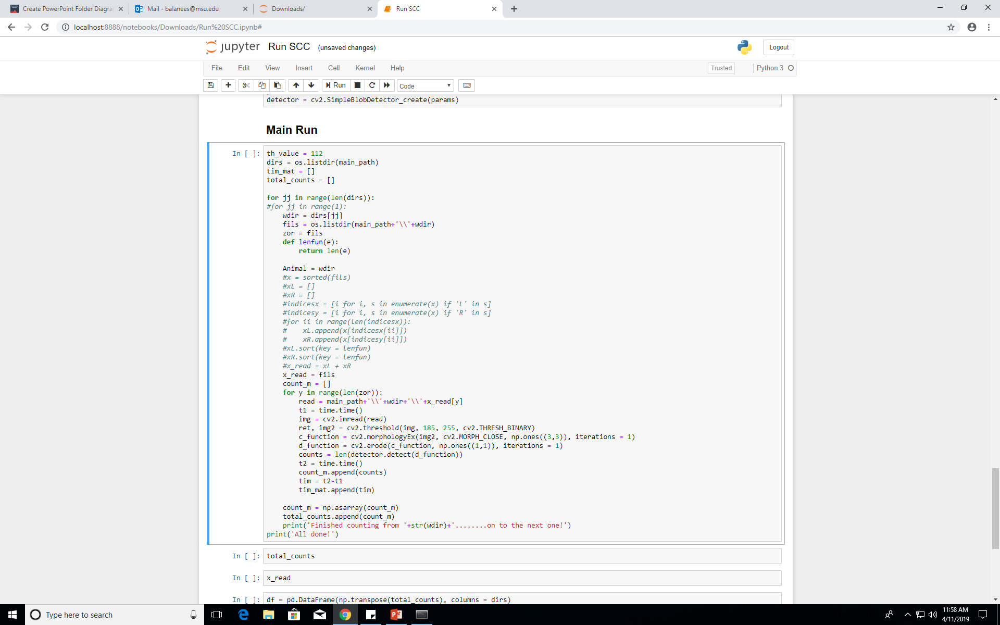 Create PowerPoint Folder Diagra
Mail - balanees@msu.edu
Downloads/
Run SCC
localhost:8888/notebooks/Downloads/Run%20SCC.ipynb#
jupyter Run SCC (unsaved changes)
Logout
File Edit View Insert Cell Kernel Help
Trusted
Python 3
Run
Code
detector = cv2.SimpleBlobDetector_create(params)
Main Run
In [ ]:
th_value = 112
dirs = os.listdir(main_path)
tim_mat = []
total_counts = []
for jj in range(len(dirs)):
#for jj in range(1):
    wdir = dirs[jj]
    fils = os.listdir(main_path+'\\'+wdir)
    zor = fils
    def lenfun(e):
        return len(e)
    Animal = wdir
    #x = sorted(fils)
    #xL = []
    #xR = []
    #indicesx = [i for i, s in enumerate(x) if 'L' in s]
    #indicesy = [i for i, s in enumerate(x) if 'R' in s]
    #for ii in range(len(indicesx)):
    #    xL.append(x[indicesx[ii]])
    #    xR.append(x[indicesy[ii]])
    #xL.sort(key = lenfun)
    #xR.sort(key = lenfun)
    #x_read = xL + xR
    x_read = fils
    count_m = []
    for y in range(len(zor)):
        read = main_path+'\\'+wdir+'\\'+x_read[y]
        t1 = time.time()
        img = cv2.imread(read)
        ret, img2 = cv2.threshold(img, 185, 255, cv2.THRESH_BINARY)
        c_function = cv2.morphologyEx(img2, cv2.MORPH_CLOSE, np.ones((3,3)), iterations = 1)
        d_function = cv2.erode(c_function, np.ones((1,1)), iterations = 1)
        counts = len(detector.detect(d_function))
        t2 = time.time()
        count_m.append(counts)
        tim = t2-t1
        tim_mat.append(tim)
    count_m = np.asarray(count_m)
    total_counts.append(count_m)
    print('Finished counting from '+str(wdir)+'........on to the next one!')
print('All done!')
In [ ]: total_counts
In [ ]: x_read
In [ ]: df = pd.DataFrame(np.transpose(total_counts), columns = dirs)
Type here to search
11:58 AM
4/11/2019